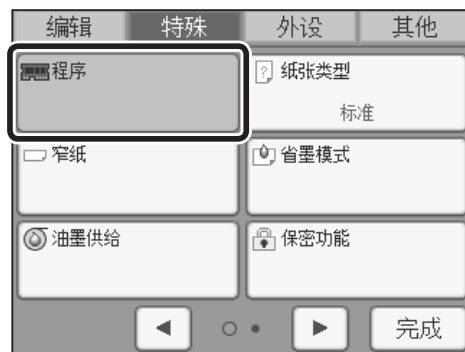 编辑 特殊 外设 其他
程序 纸张类型
标准
窄纸 省墨模式
油墨供给 保密功能
完成